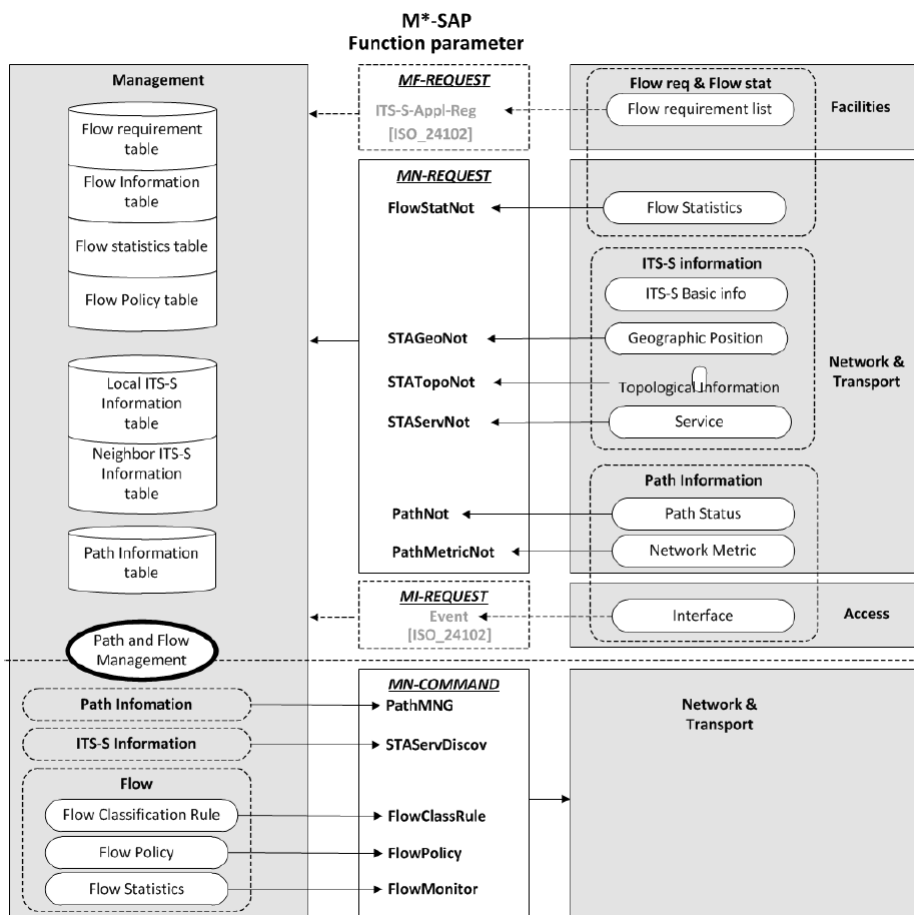 M*-SAP
Function parameter
Management
Flow requirement
table
Flow Information
table
Flow statistics table
Flow Policy table
Local ITS-S
Information
table
Neighbor ITS-S
Information
table
Path Information
table
Path and Flow
Management
MF-REQUEST
ITS-S-Appl-Reg
[ISO_24102]
MN-REQUEST
FlowStatNot
STAGeoNot
STATopoNot
STAServNot
PathNot
PathMetricNot
MI-REQUEST
Event
[ISO_24102]
Flow req & Flow stat
Flow requirement list
Facilities
Flow Statistics
ITS-S information
ITS-S Basic info
Geographic Position
Topological Information
Service
Network &
Transport
Path Information
Path Status
Network Metric
Interface
Access
Path Infomation
ITS-S Information
Flow
Flow Classification Rule
Flow Policy
Flow Statistics
MN-COMMAND
PathMNG
STAServDiscov
FlowClassRule
FlowPolicy
FlowMonitor
Network &
Transport